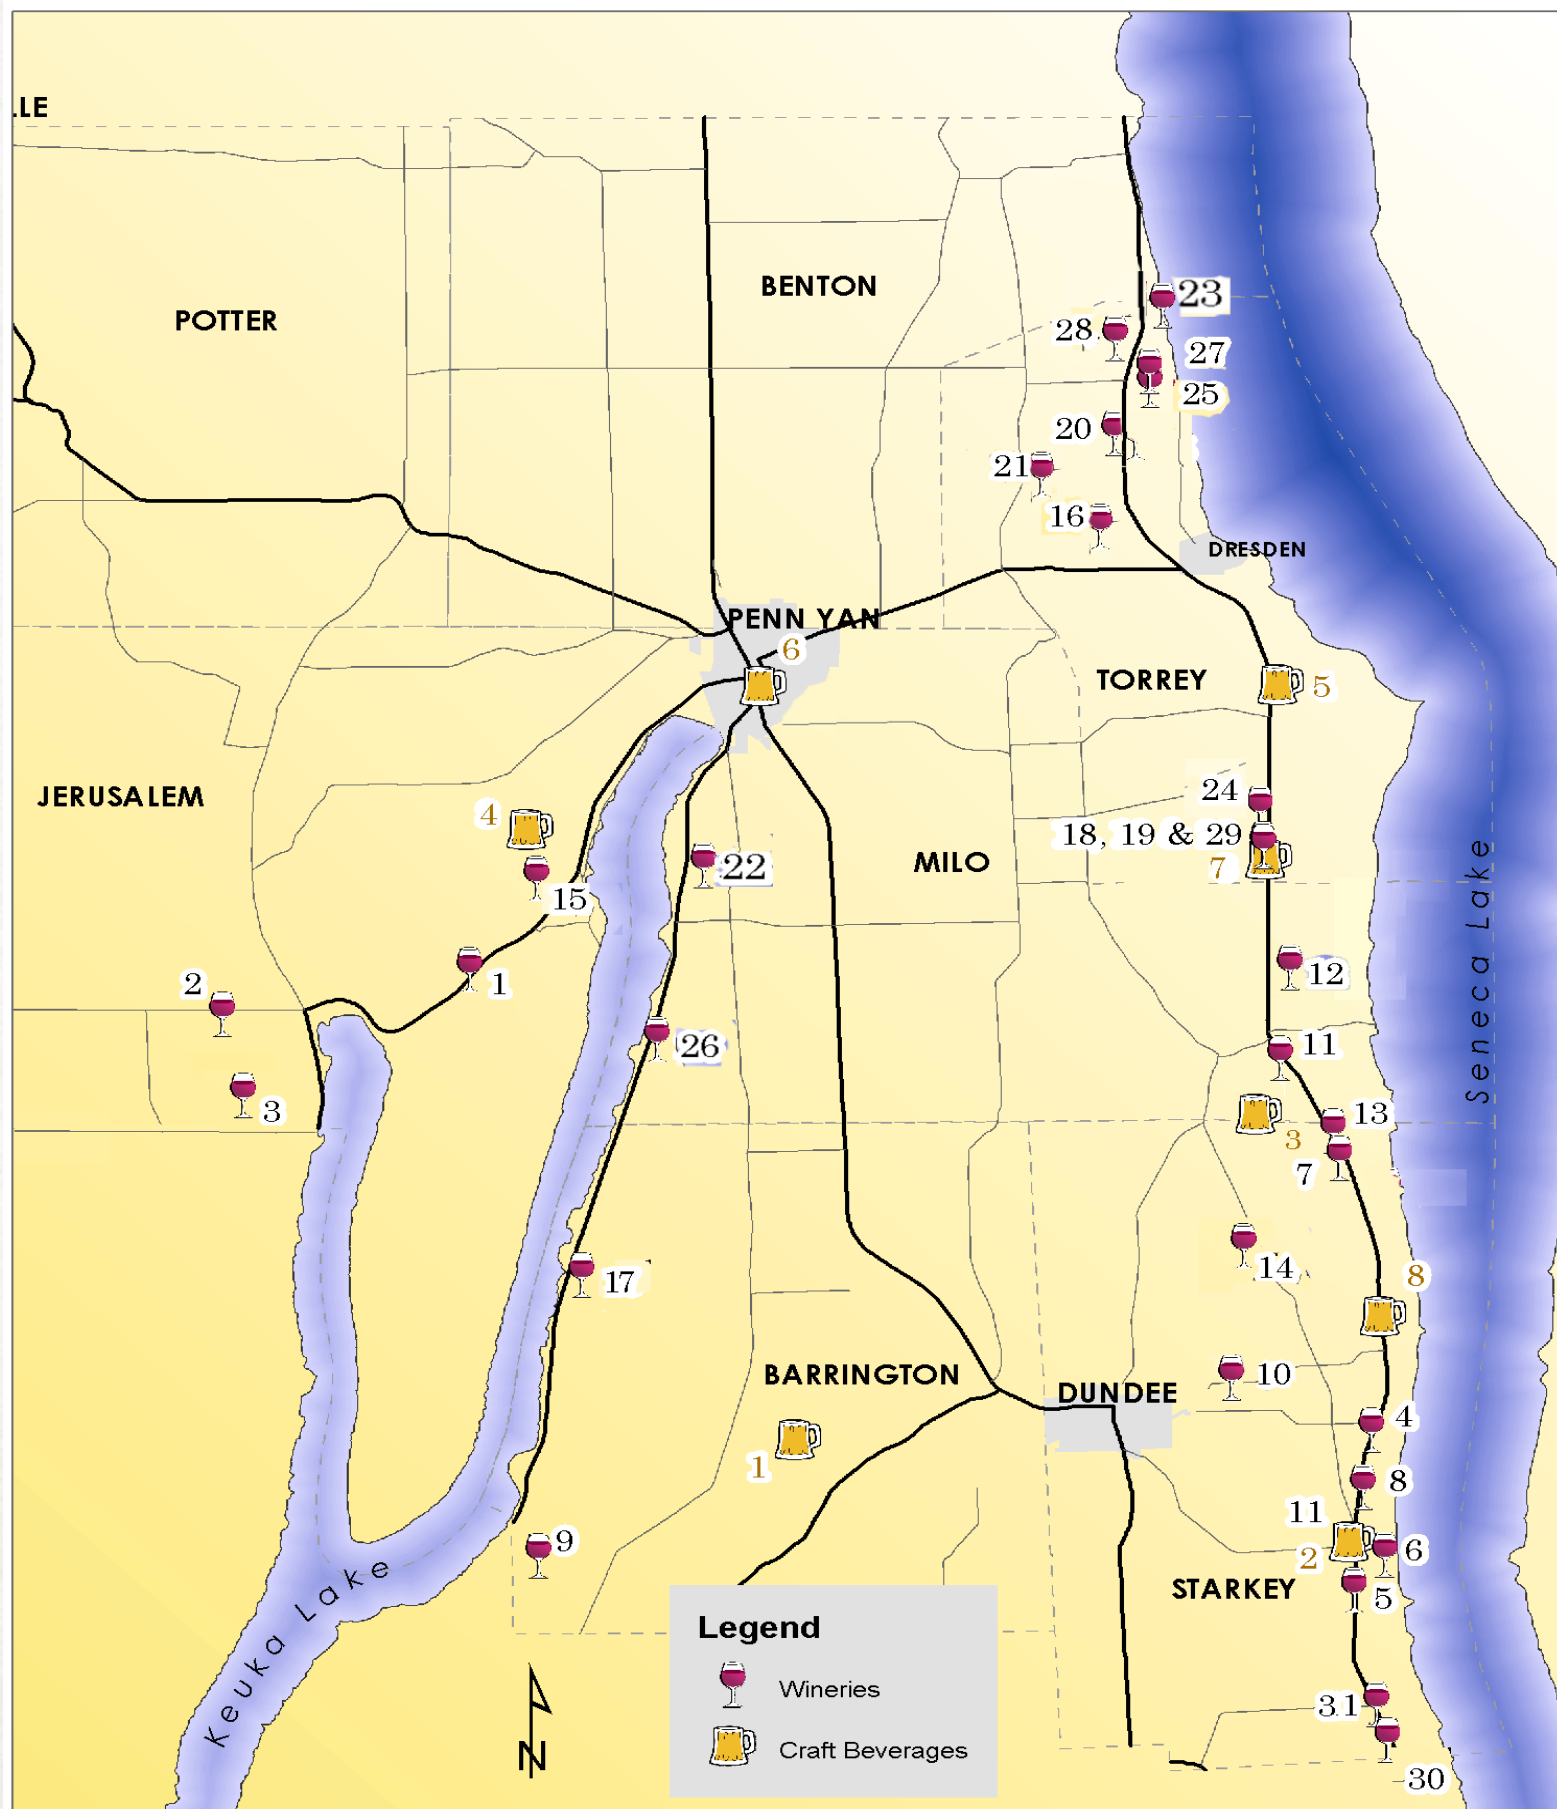 .LE
BENTON
POTTER
23
28
27
25
20
21
16
DRESDEN
PENN YAN
6
TORREY
5
JERUSALEM
4
24
18, 19 & 29
7
MILO
22
15
2
1
12
26
11
3
13
3
7
Seneca Lake
14
17
8
10
BARRINGTON
DUNDEE
4
1
8
11
9
2
6
STARKEY
5
Keuka Lake
31
30
N
Legend
Wineries
Craft Beverages